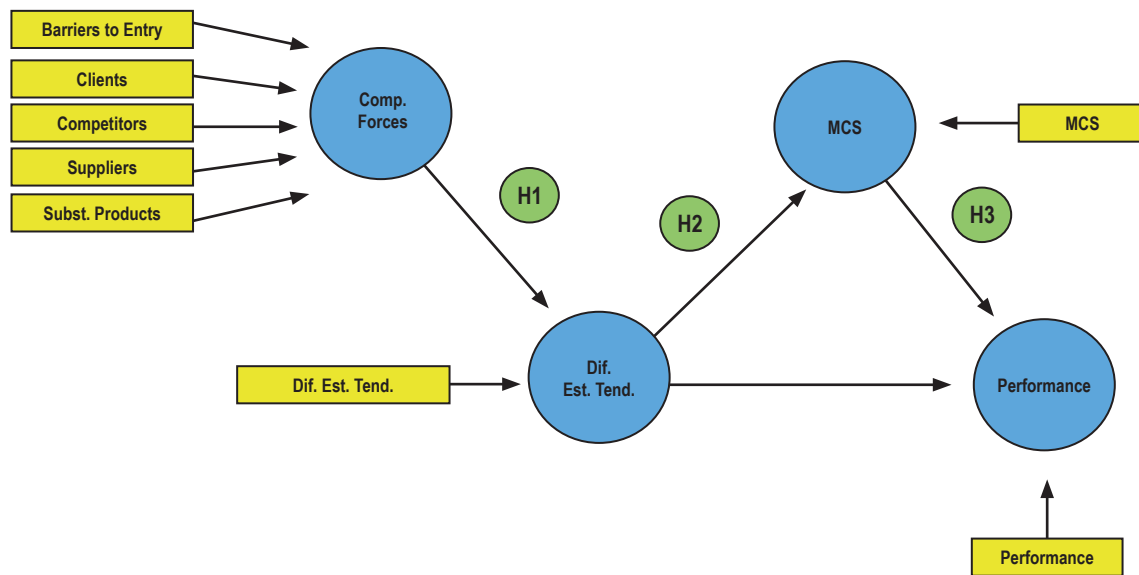 Barriers to Entry
Clients
Competitors
Suppliers
Subst. Products
Comp.
Forces
H1
H2
MCS
H3
MCS
Dif. Est. Tend.
Dif.
Est. Tend.
Performance
Performance